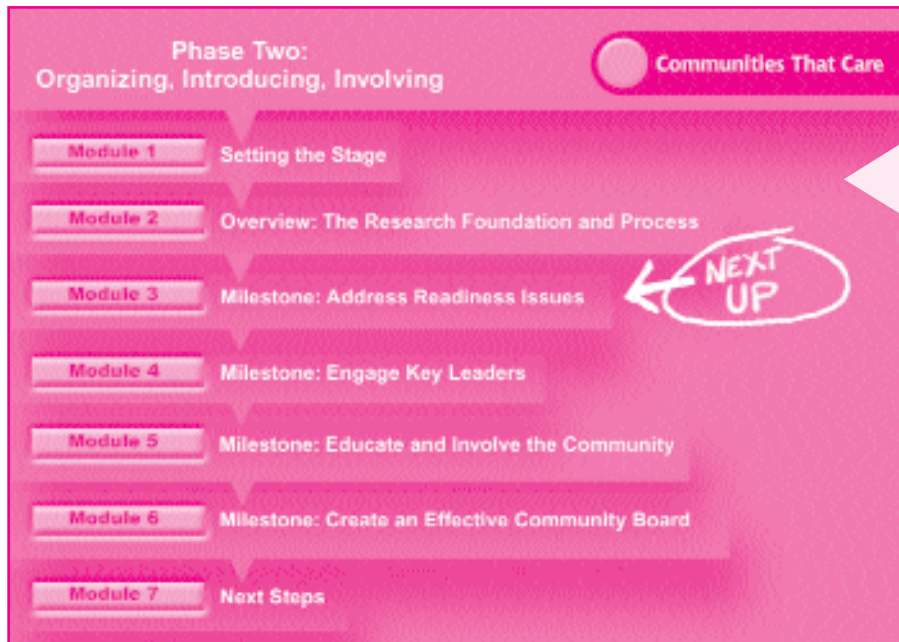 Phase Two:
Organizing, Introducing, Involving
Communities That Care
Module 1
Setting the Stage
Module 2
Overview: The Research Foundation and Process
Module 3
Milestone: Address Readiness Issues
NEXT
UP
Module 4
Milestone: Engage Key Leaders
Module 5
Milestone: Educate and Involve the Community
Module 6
Milestone: Create an Effective Community Board
Module 7
Next Steps